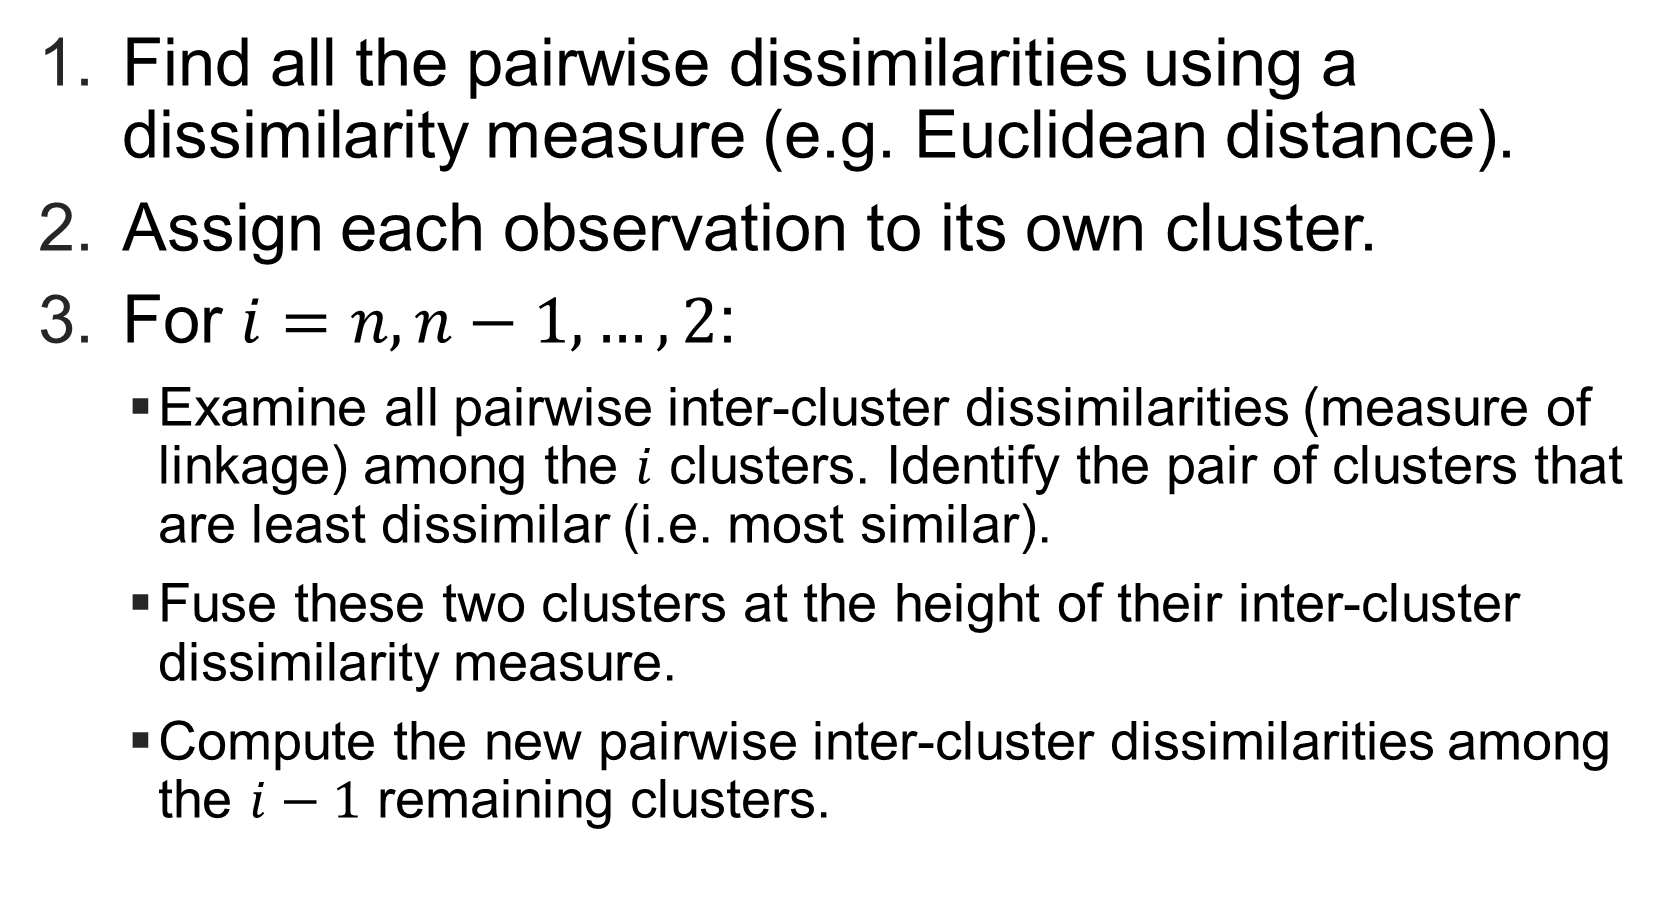 1. Find all the pairwise dissimilarities using a
dissimilarity measure (e.g. Euclidean distance).
2. Assign each observation to its own cluster.
3. For 𝑖 = 𝑛, 𝑛 − 1, … , 2:
▪ Examine all pairwise inter-cluster dissimilarities (measure of
linkage) among the 𝑖 clusters. Identify the pair of clusters that
are least dissimilar (i.e. most similar).
▪ Fuse these two clusters at the height of their inter-cluster
dissimilarity measure.
▪ Compute the new pairwise inter-cluster dissimilarities among
the 𝑖 − 1 remaining clusters.